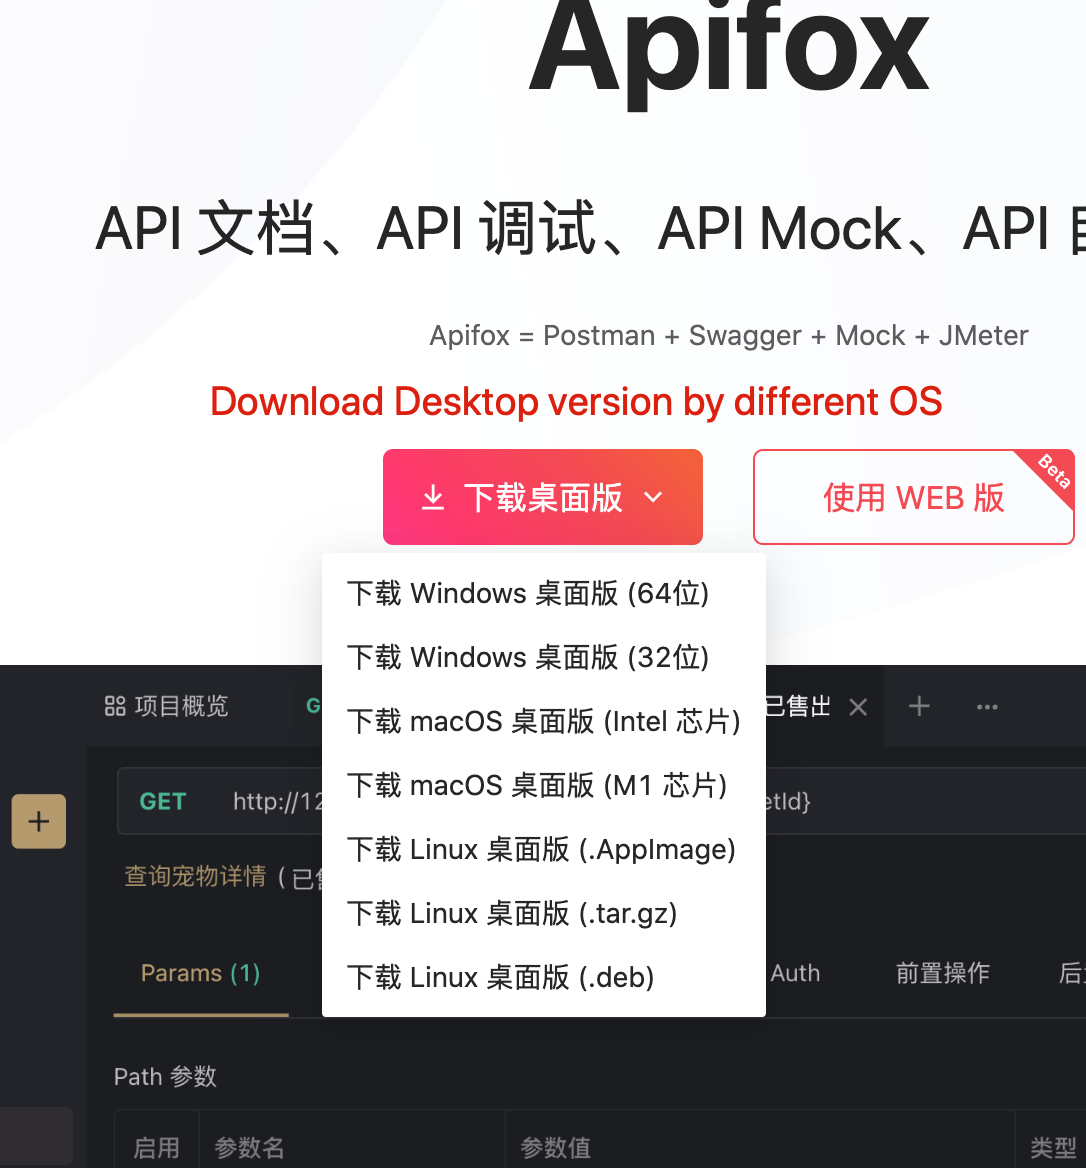 Apifox
API 文档、API 调试、API Mock、API
Apifox = Postman + Swagger + Mock + JMeter
Download Desktop version by different OS
下载桌面版
使用 WEB 版
Beta
下载 Windows 桌面版 (64位)
下载 Windows 桌面版 (32位)
下载 macOS 桌面版 (Intel 芯片)
下载 macOS 桌面版 (M1 芯片)
下载 Linux 桌面版 (.AppImage)
下载 Linux 桌面版 (.tar.gz)
下载 Linux 桌面版 (.deb)
项目概览
G
已售出
GET http://12
etId}
查询宠物详情 ( 已
Params (1)
Auth 前置操作 后
Path 参数
启用 参数名 参数值 类型